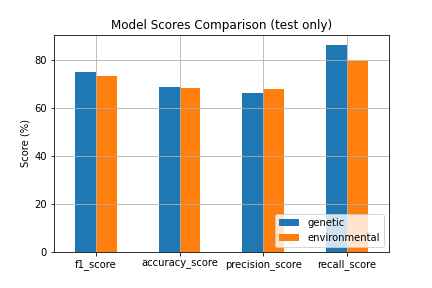 Model Scores Comparison (test only)
Score (%)
80
60
40
20
0
f1_score
accuracy_score
precision_score
recall_score
genetic
environmental